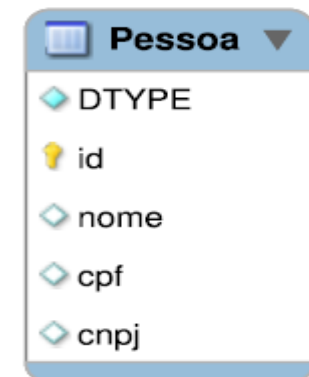 Pessoa
DTYPE
id
nome
cpf
cnpj